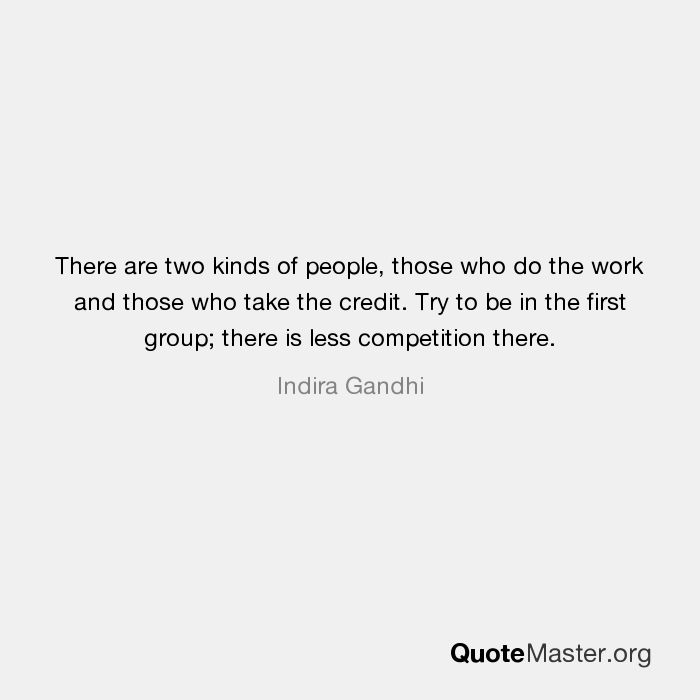 There are two kinds of people, those who do the work
and those who take the credit. Try to be in the first
group; there is less competition there.
Indira Gandhi
QuoteMaster.org